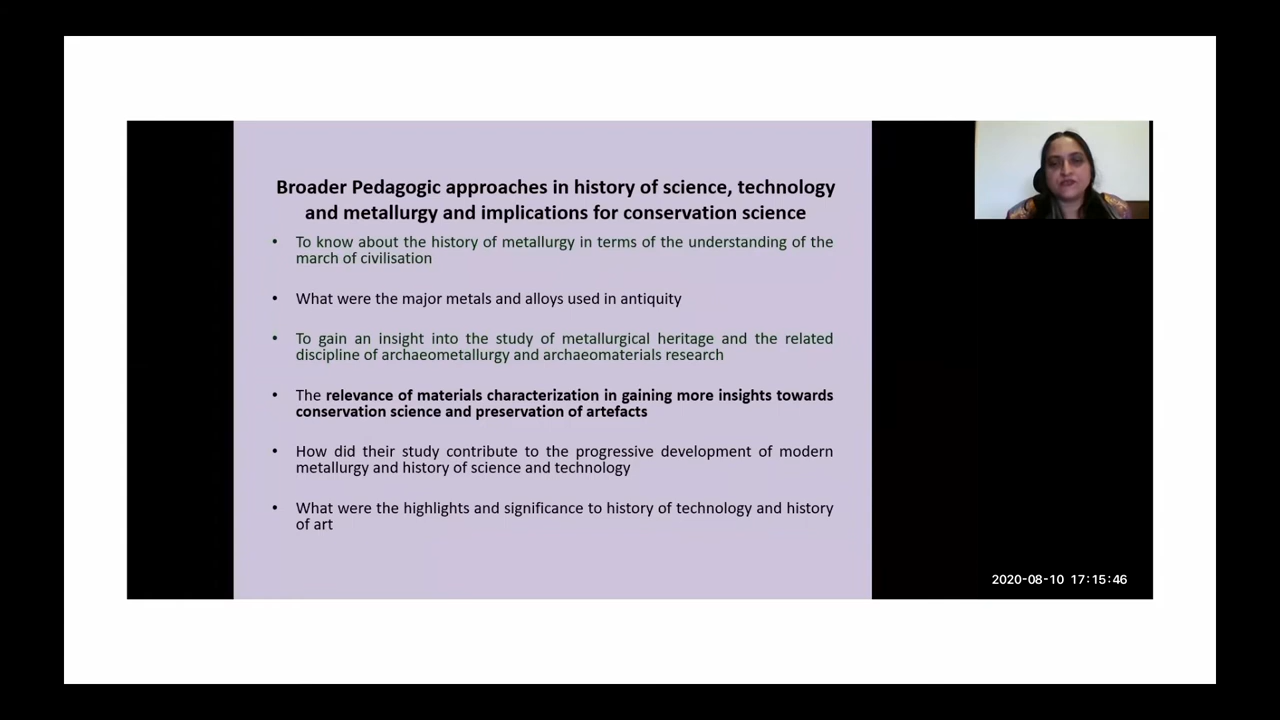 Broader Pedagogic approaches in history of science, technology
and metallurgy and implications for conservation science
• To know about the history of metallurgy in terms of the understanding of the
march of civilisation
• What were the major metals and alloys used in antiquity
• To gain an insight into the study of metallurgical heritage and the related
discipline of archaeometallurgy and archaeomaterials research
• The relevance of materials characterization in gaining more insights towards
conservation science and preservation of artefacts
• How did their study contribute to the progressive development of modern
metallurgy and history of science and technology
• What were the highlights and significance to history of technology and history
of art
2020-08-10 17:15:46